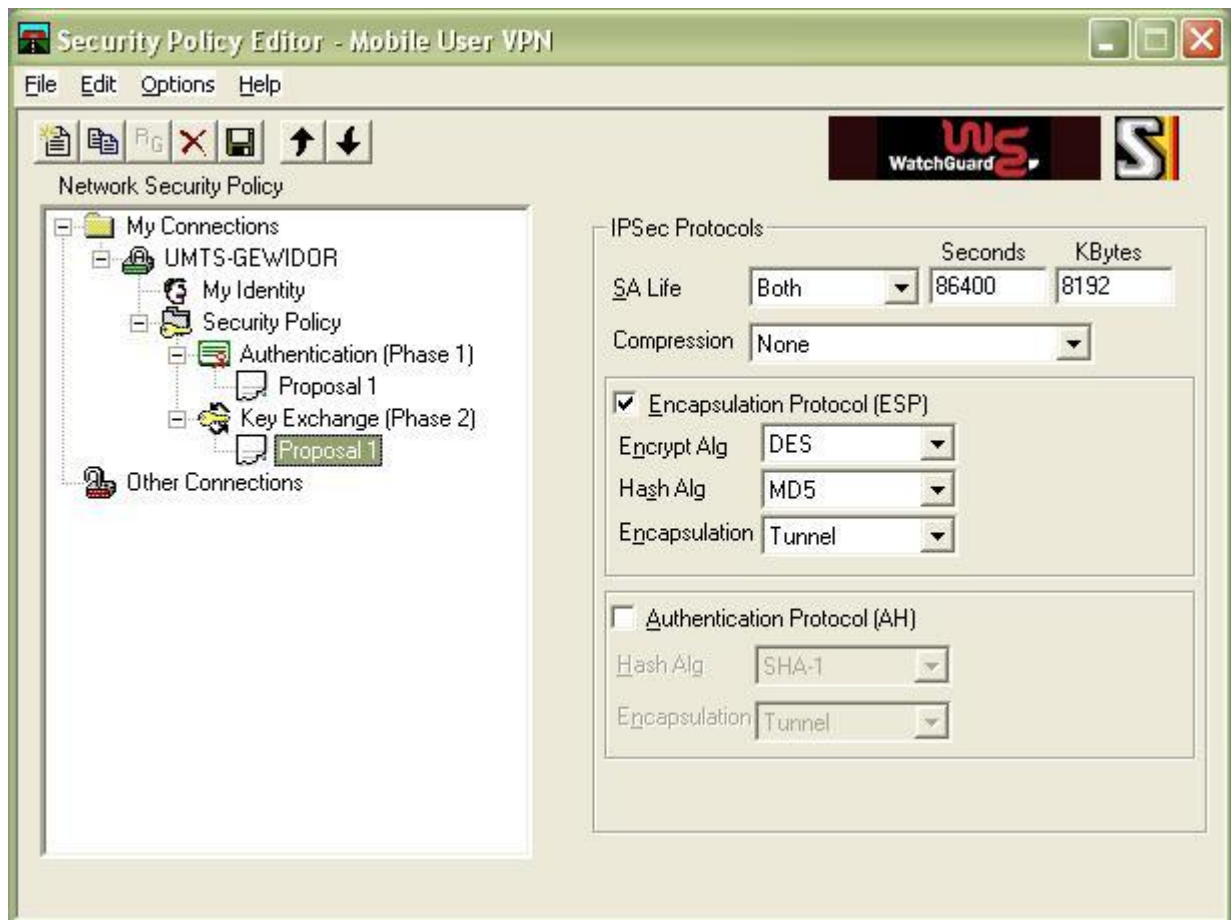 Security Policy Editor - Mobile User VPN
File Edit Options Help
WatchGuard
Network Security Policy
My Connections
UMTS-GEWIDOR
My Identity
Security Policy
Authentication (Phase 1)
Proposal 1
Key Exchange (Phase 2)
Proposal 1
Other Connections
IPSec Protocols
Seconds KBytes
SA Life Both 86400 8192
Compression None
Encapsulation Protocol (ESP)
Encrypt Alg DES
Hash Alg MD5
Encapsulation Tunnel
Authentication Protocol (AH)
Hash Alg SHA-1
Encapsulation Tunnel